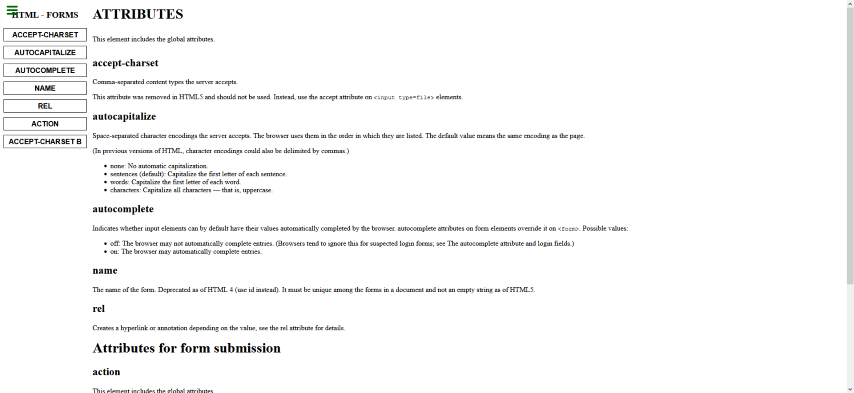 HTML - FORMS
ACCEPT-CHARSET
AUTOCAPITALIZE
AUTOCOMPLETE
NAME
REL
ACTION
ACCEPT-CHARSET B
ATTRIBUTES
This element includes the global attributes.
accept-charset
Comma-separated content types the server accepts.
This attribute was removed in HTML5 and should not be used. Instead, use the accept attribute on <input type=file> elements.
autocapitalize
Space-separated character encodings the server accepts. The browser uses them in the order in which they are listed. The default value means the same encoding as the page.
(In previous versions of HTML, character encodings could also be delimited by commas.)
none: No automatic capitalization.
sentences (default): Capitalize the first letter of each sentence.
words: Capitalize the first letter of each word.
characters: Capitalize all characters — that is, uppercase.
autocomplete
Indicates whether input elements can by default have their values automatically completed by the browser. autocomplete attributes on form elements override it on <form>. Possible values:
off: The browser may not automatically complete entries. (Browsers tend to ignore this for suspected login forms; see The autocomplete attribute and login fields.)
on: The browser may automatically complete entries.
name
The name of the form. Deprecated as of HTML 4 (use id instead). It must be unique among the forms in a document and not an empty string as of HTML5.
rel
Creates a hyperlink or annotation depending on the value, see the rel attribute for details.
Attributes for form submission
action
This element includes the global attributes.